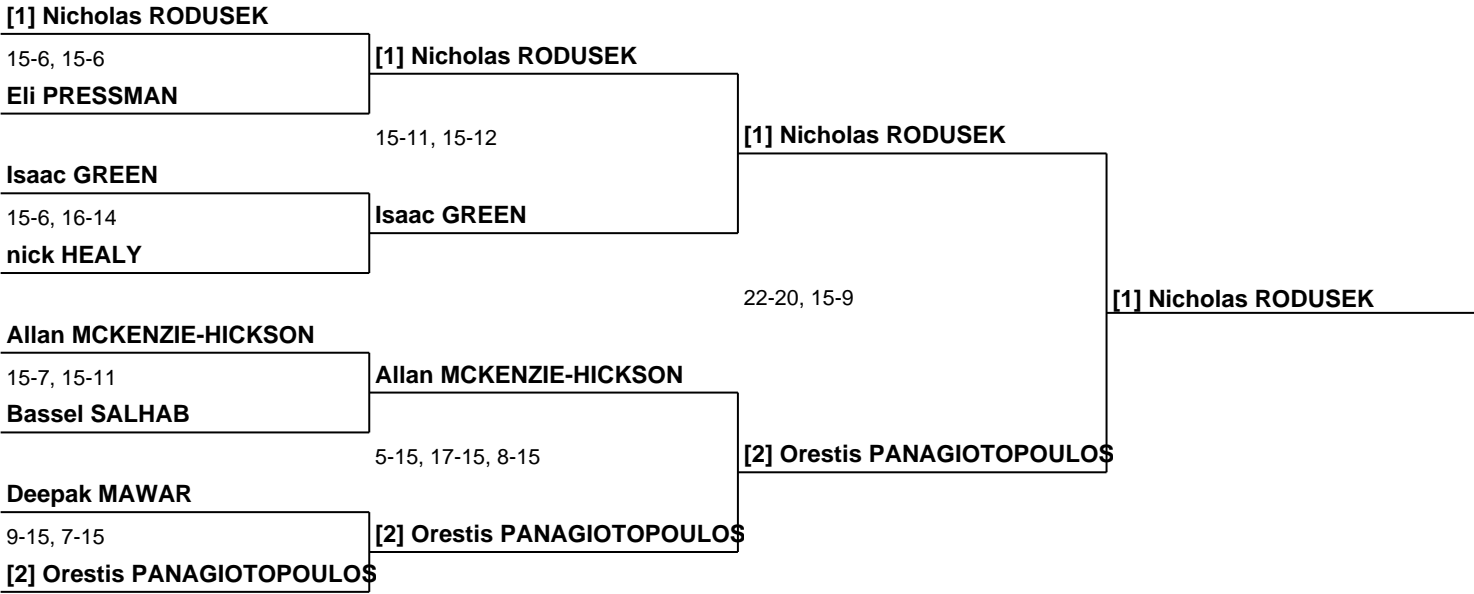 [1] Nicholas RODUSEK
15-6, 15-6
Eli PRESSMAN
[1] Nicholas RODUSEK
15-11, 15-12
Isaac GREEN
15-6, 16-14
nick HEALY
Isaac GREEN
[1] Nicholas RODUSEK
22-20, 15-9
[1] Nicholas RODUSEK
Allan MCKENZIE-HICKSON
15-7, 15-11
Bassel SALHAB
Allan MCKENZIE-HICKSON
5-15, 17-15, 8-15
[2] Orestis PANAGIOTOPOULOS
Deepak MAWAR
9-15, 7-15
[2] Orestis PANAGIOTOPOULOS
[2] Orestis PANAGIOTOPOULOS